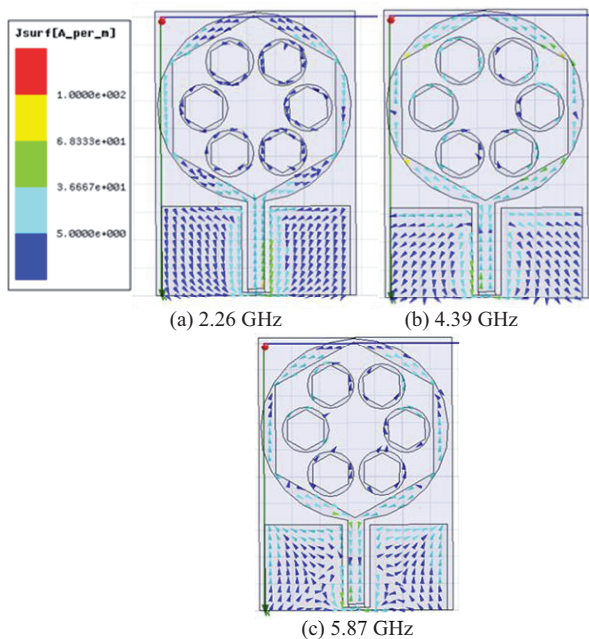 Jsurf[A_per_m]
1.0000e+002
6.8333e+001
3.6667e+001
5.0000e+000
(a) 2.26 GHz
(b) 4.39 GHz
(c) 5.87 GHz